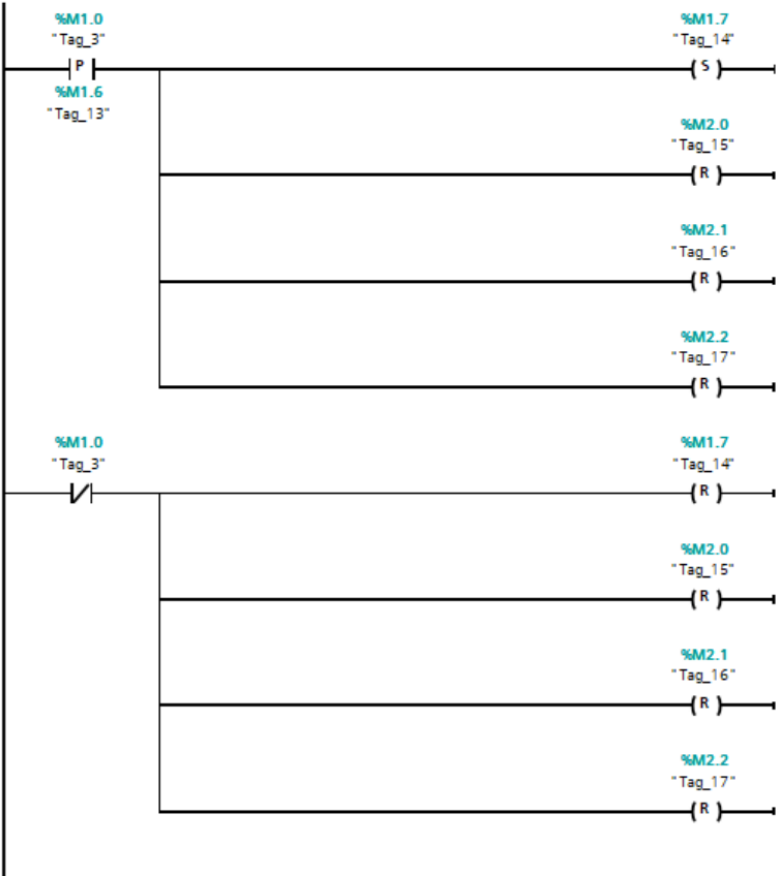 %M1.0
"Tag_3"
P
%M1.6
"Tag_13"
%M1.7
"Tag_14"
S
%M2.0
"Tag_15"
R
%M2.1
"Tag_16"
R
%M2.2
"Tag_17"
R
%M1.0
"Tag_3"
%M1.7
"Tag_14"
R
%M2.0
"Tag_15"
R
%M2.1
"Tag_16"
R
%M2.2
"Tag_17"
R